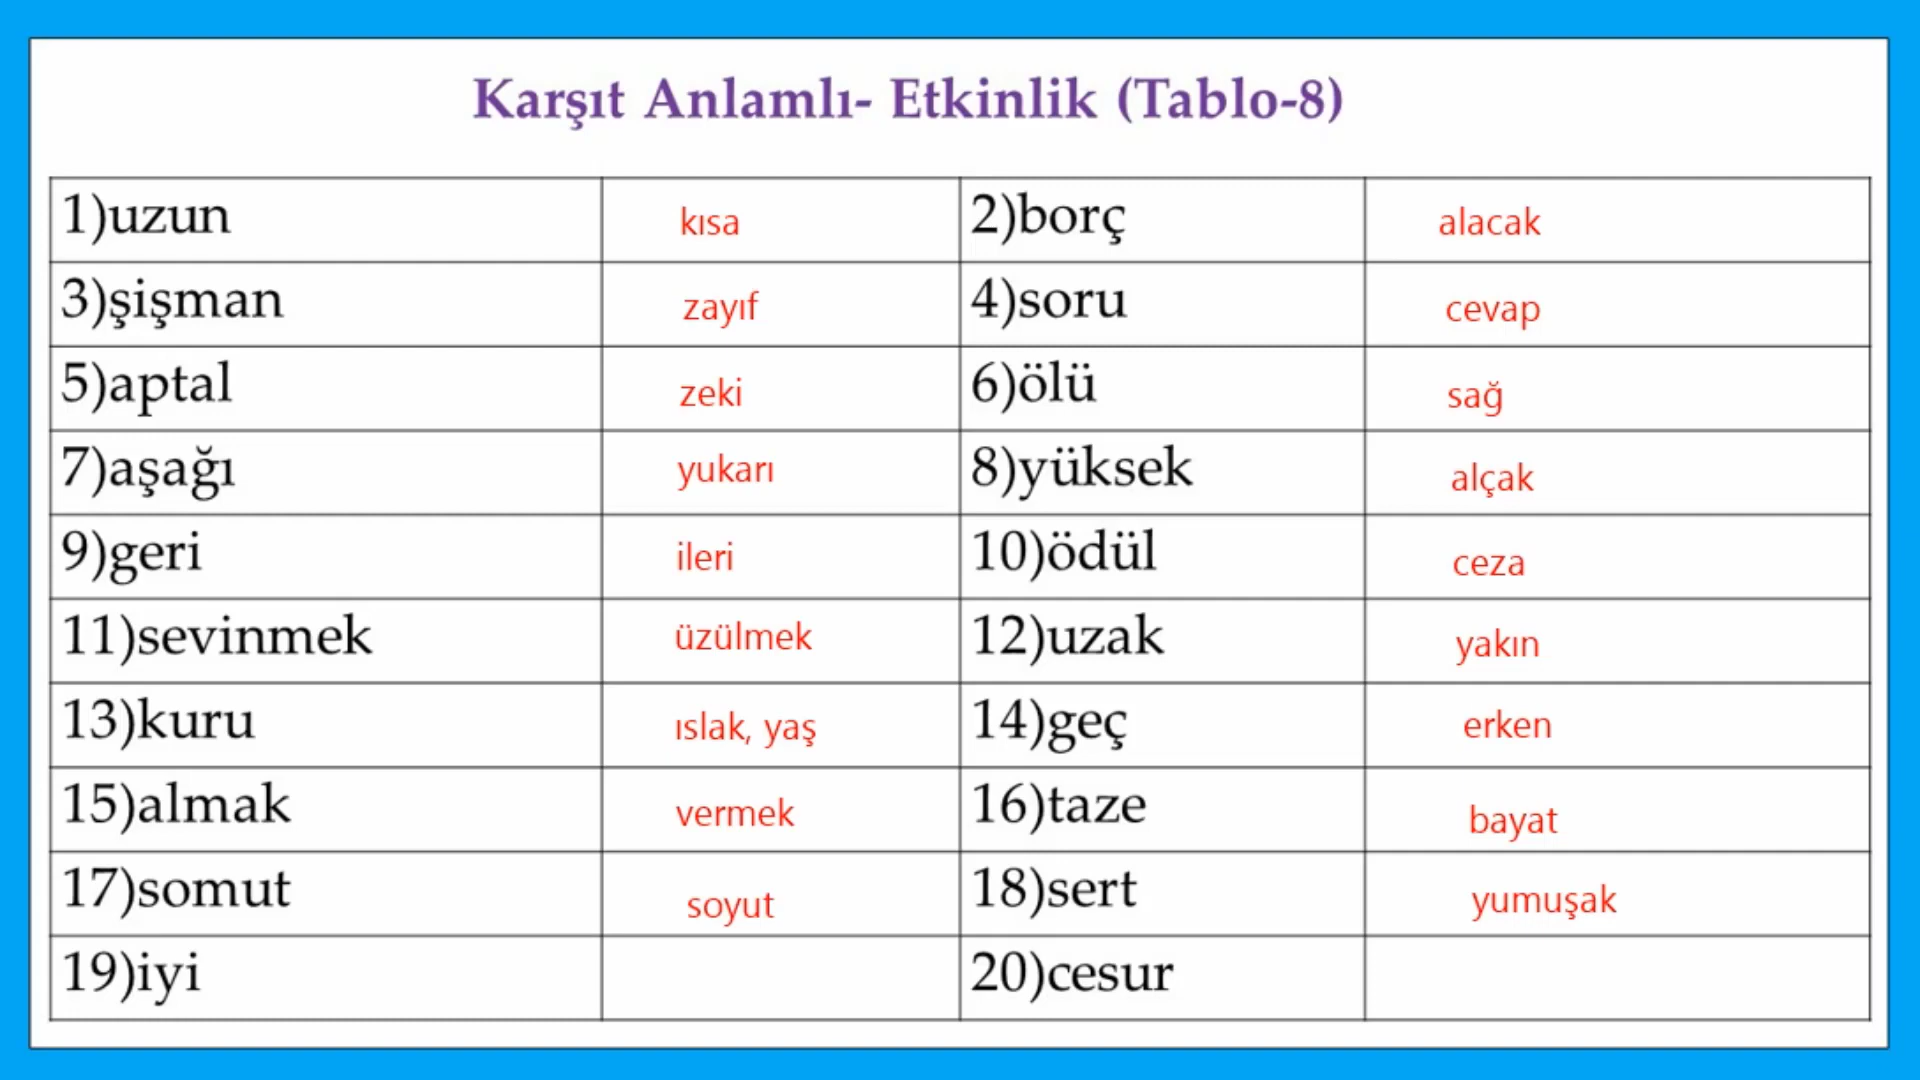 Karşıt Anlamlı- Etkinlik (Tablo-8)
1)uzun kısa 2)borç alacak
3)şişman zayıf 4)soru cevap
5)aptal zeki 6)ölü sağ
7)aşağı yukarı 8)yüksek alçak
9)geri ileri 10)ödül ceza
11)sevinmek üzülmek 12)uzak yakın
13)kuru ıslak, yaş 14)geç erken
15)almak vermek 16)taze bayat
17)somut soyut 18)sert yumuşak
19)iyi 20)cesur